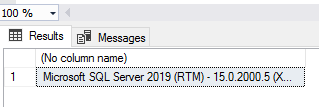 100 %
Results Messages
(No column name)
1 Microsoft SQL Server 2019 (RTM) - 15.0.2000.5 (X...